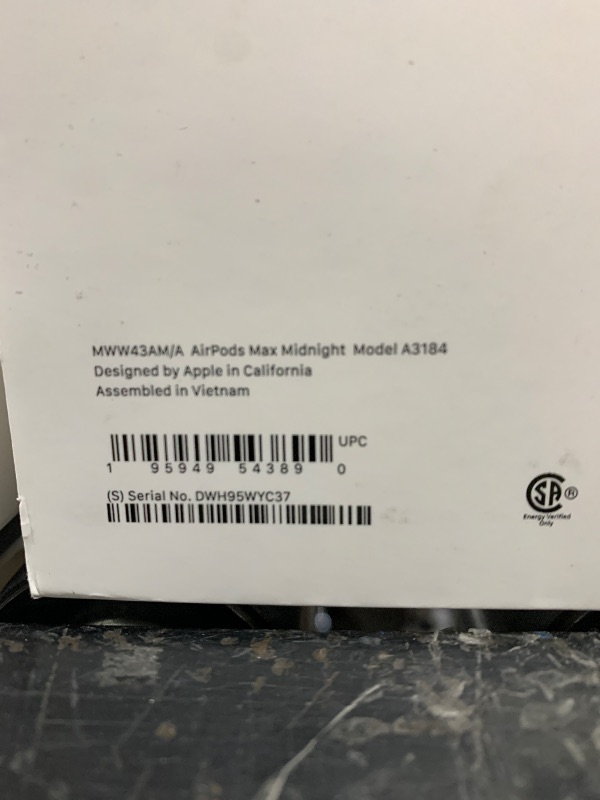 MWW43AM/A AirPods Max Midnight Model A3184
Designed by Apple in California
Assembled in Vietnam
UPC
1 95949 54389 0
(S) Serial No. DWH95WYC37
SA ®
Energy Verified
Only